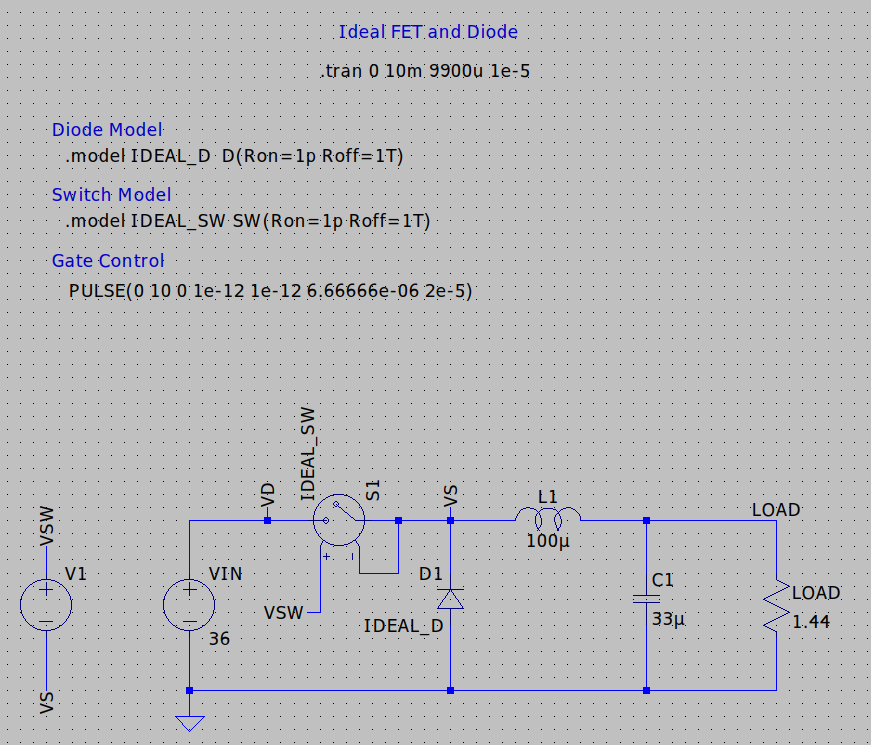 Ideal FET and Diode
.tran 0 10m 9900u 1e-5
Diode Model
.model IDEAL_D D(Ron=1p Roff=1T)
Switch Model
.model IDEAL_SW SW(Ron=1p Roff=1T)
Gate Control
PULSE(0 10 0 1e-12 1e-12 6.66666e-06 2e-5)
IDEAL_SW
VD
S1
VS
L1
LOAD
VSW
100µ
V1
VIN
+
-
D1
C1
LOAD
+
-
+
-
VSW
IDEAL_D
33µ
1.44
36
VS